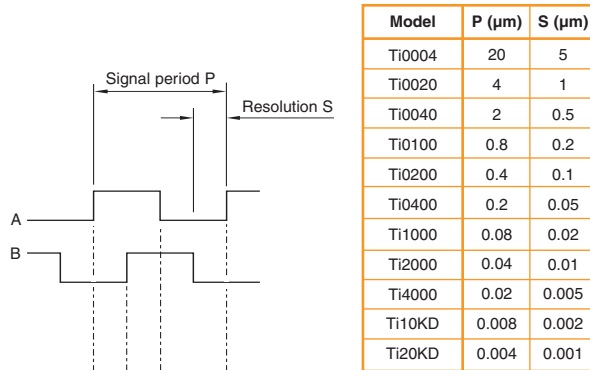 Signal period P
Resolution S
A
B
Model P (µm) S (µm)
Ti0004 20 5
Ti0020 4 1
Ti0040 2 0.5
Ti0100 0.8 0.2
Ti0200 0.4 0.1
Ti0400 0.2 0.05
Ti1000 0.08 0.02
Ti2000 0.04 0.01
Ti4000 0.02 0.005
Ti10KD 0.008 0.002
Ti20KD 0.004 0.001